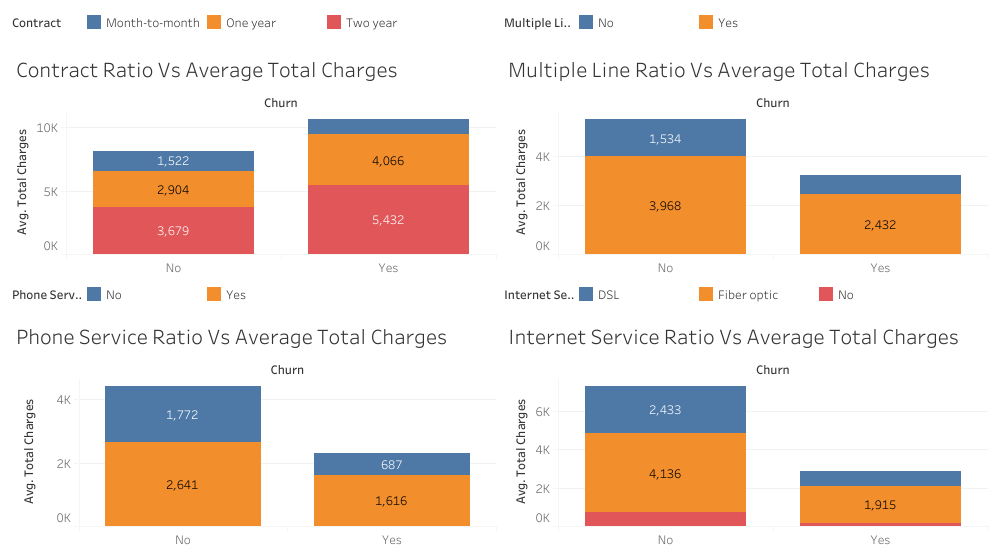 Contract Month-to-month One year Two year
Multiple Li.. No Yes
Contract Ratio Vs Average Total Charges
Multiple Line Ratio Vs Average Total Charges
Churn
Avg. Total Charges
10K
5K
0K
1,522
2,904
3,679
4,066
5,432
No
Yes
Churn
Avg. Total Charges
4K
2K
0K
1,534
3,968
2,432
No
Yes
Phone Serv.. No Yes
Internet Se.. DSL Fiber optic No
Phone Service Ratio Vs Average Total Charges
Internet Service Ratio Vs Average Total Charges
Churn
Avg. Total Charges
4K
2K
0K
1,772
2,641
687
1,616
No
Yes
Churn
Avg. Total Charges
6K
4K
2K
0K
2,433
4,136
1,915
No
Yes